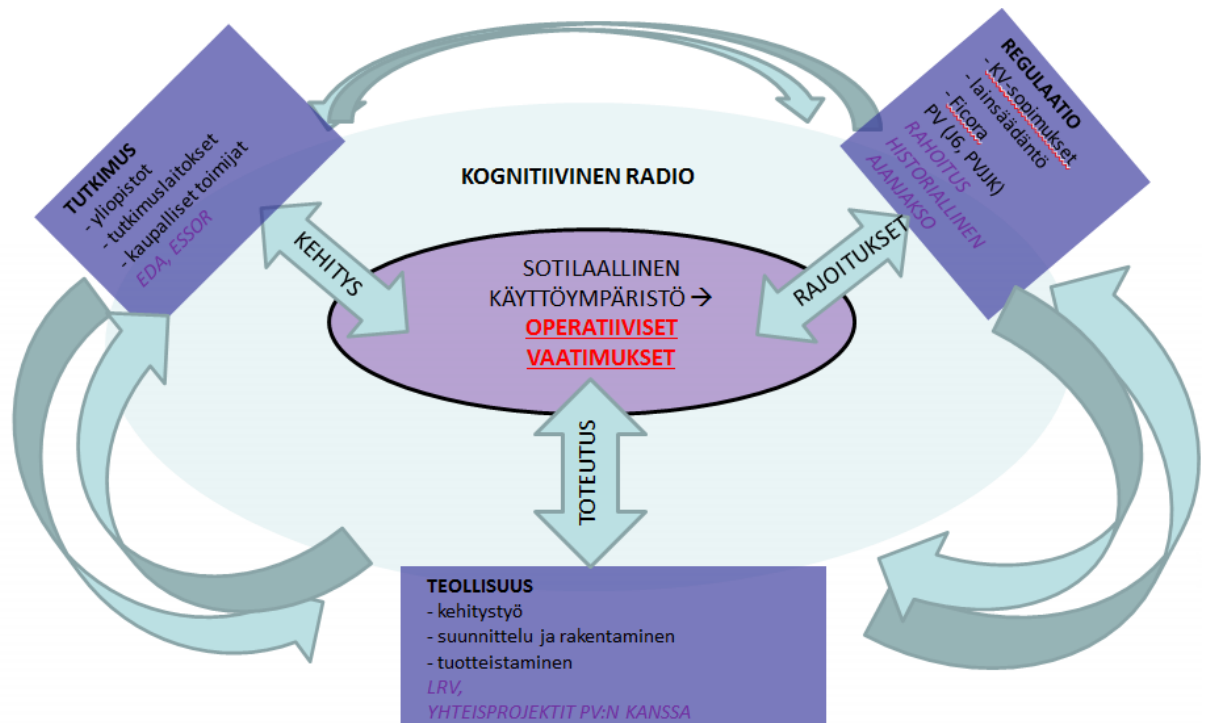 TUTKIMUS
- yliopistot
- tutkimuslaitokset
- kaupalliset toimijat
EDA, ESSOR
REGULAATIO
- KV-sopimukset
- lainsäädäntö
- Ficora
PV (J6, PVJJK)
RAHOITUS
HISTORIALLINEN
AJANJAKSO
KOGNITIIVINEN RADIO
KEHITYS
SOTILAALLINEN
KÄYTTÖYMPÄRISTÖ →
OPERATIIVISET
VAATIMUKSET
RAJOITUKSET
TOTEUTUS
TEOLLISUUS
- kehitystyö
- suunnittelu ja rakentaminen
- tuotteistaminen
LRV,
YHTEISPROJEKTIT PV:N KANSSA